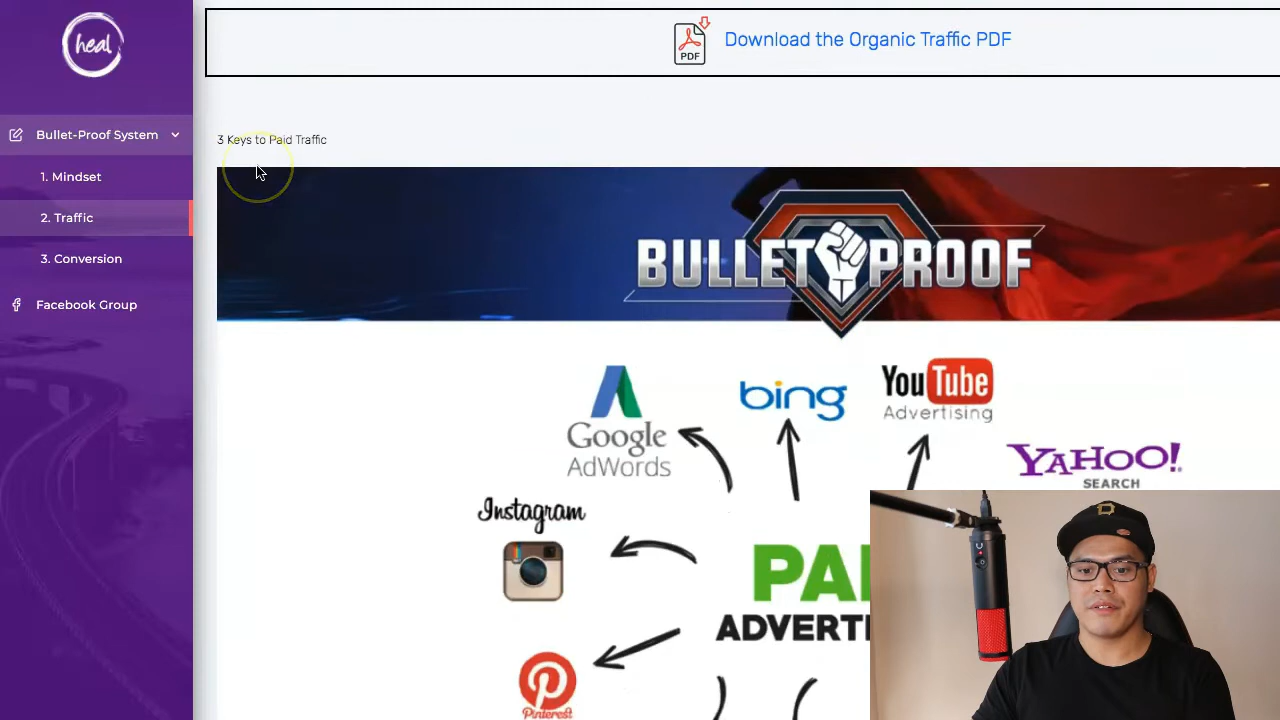 heal
Download the Organic Traffic PDF
PDF
Bullet-Proof System
1. Mindset
2. Traffic
3. Conversion
Facebook Group
3 Keys to Paid Traffic
BULLET PROOF
Google
AdWords
bing
YouTube
Advertising
YAHOO!
SEARCH
Instagram
PAI
ADVERTI
Pinterest